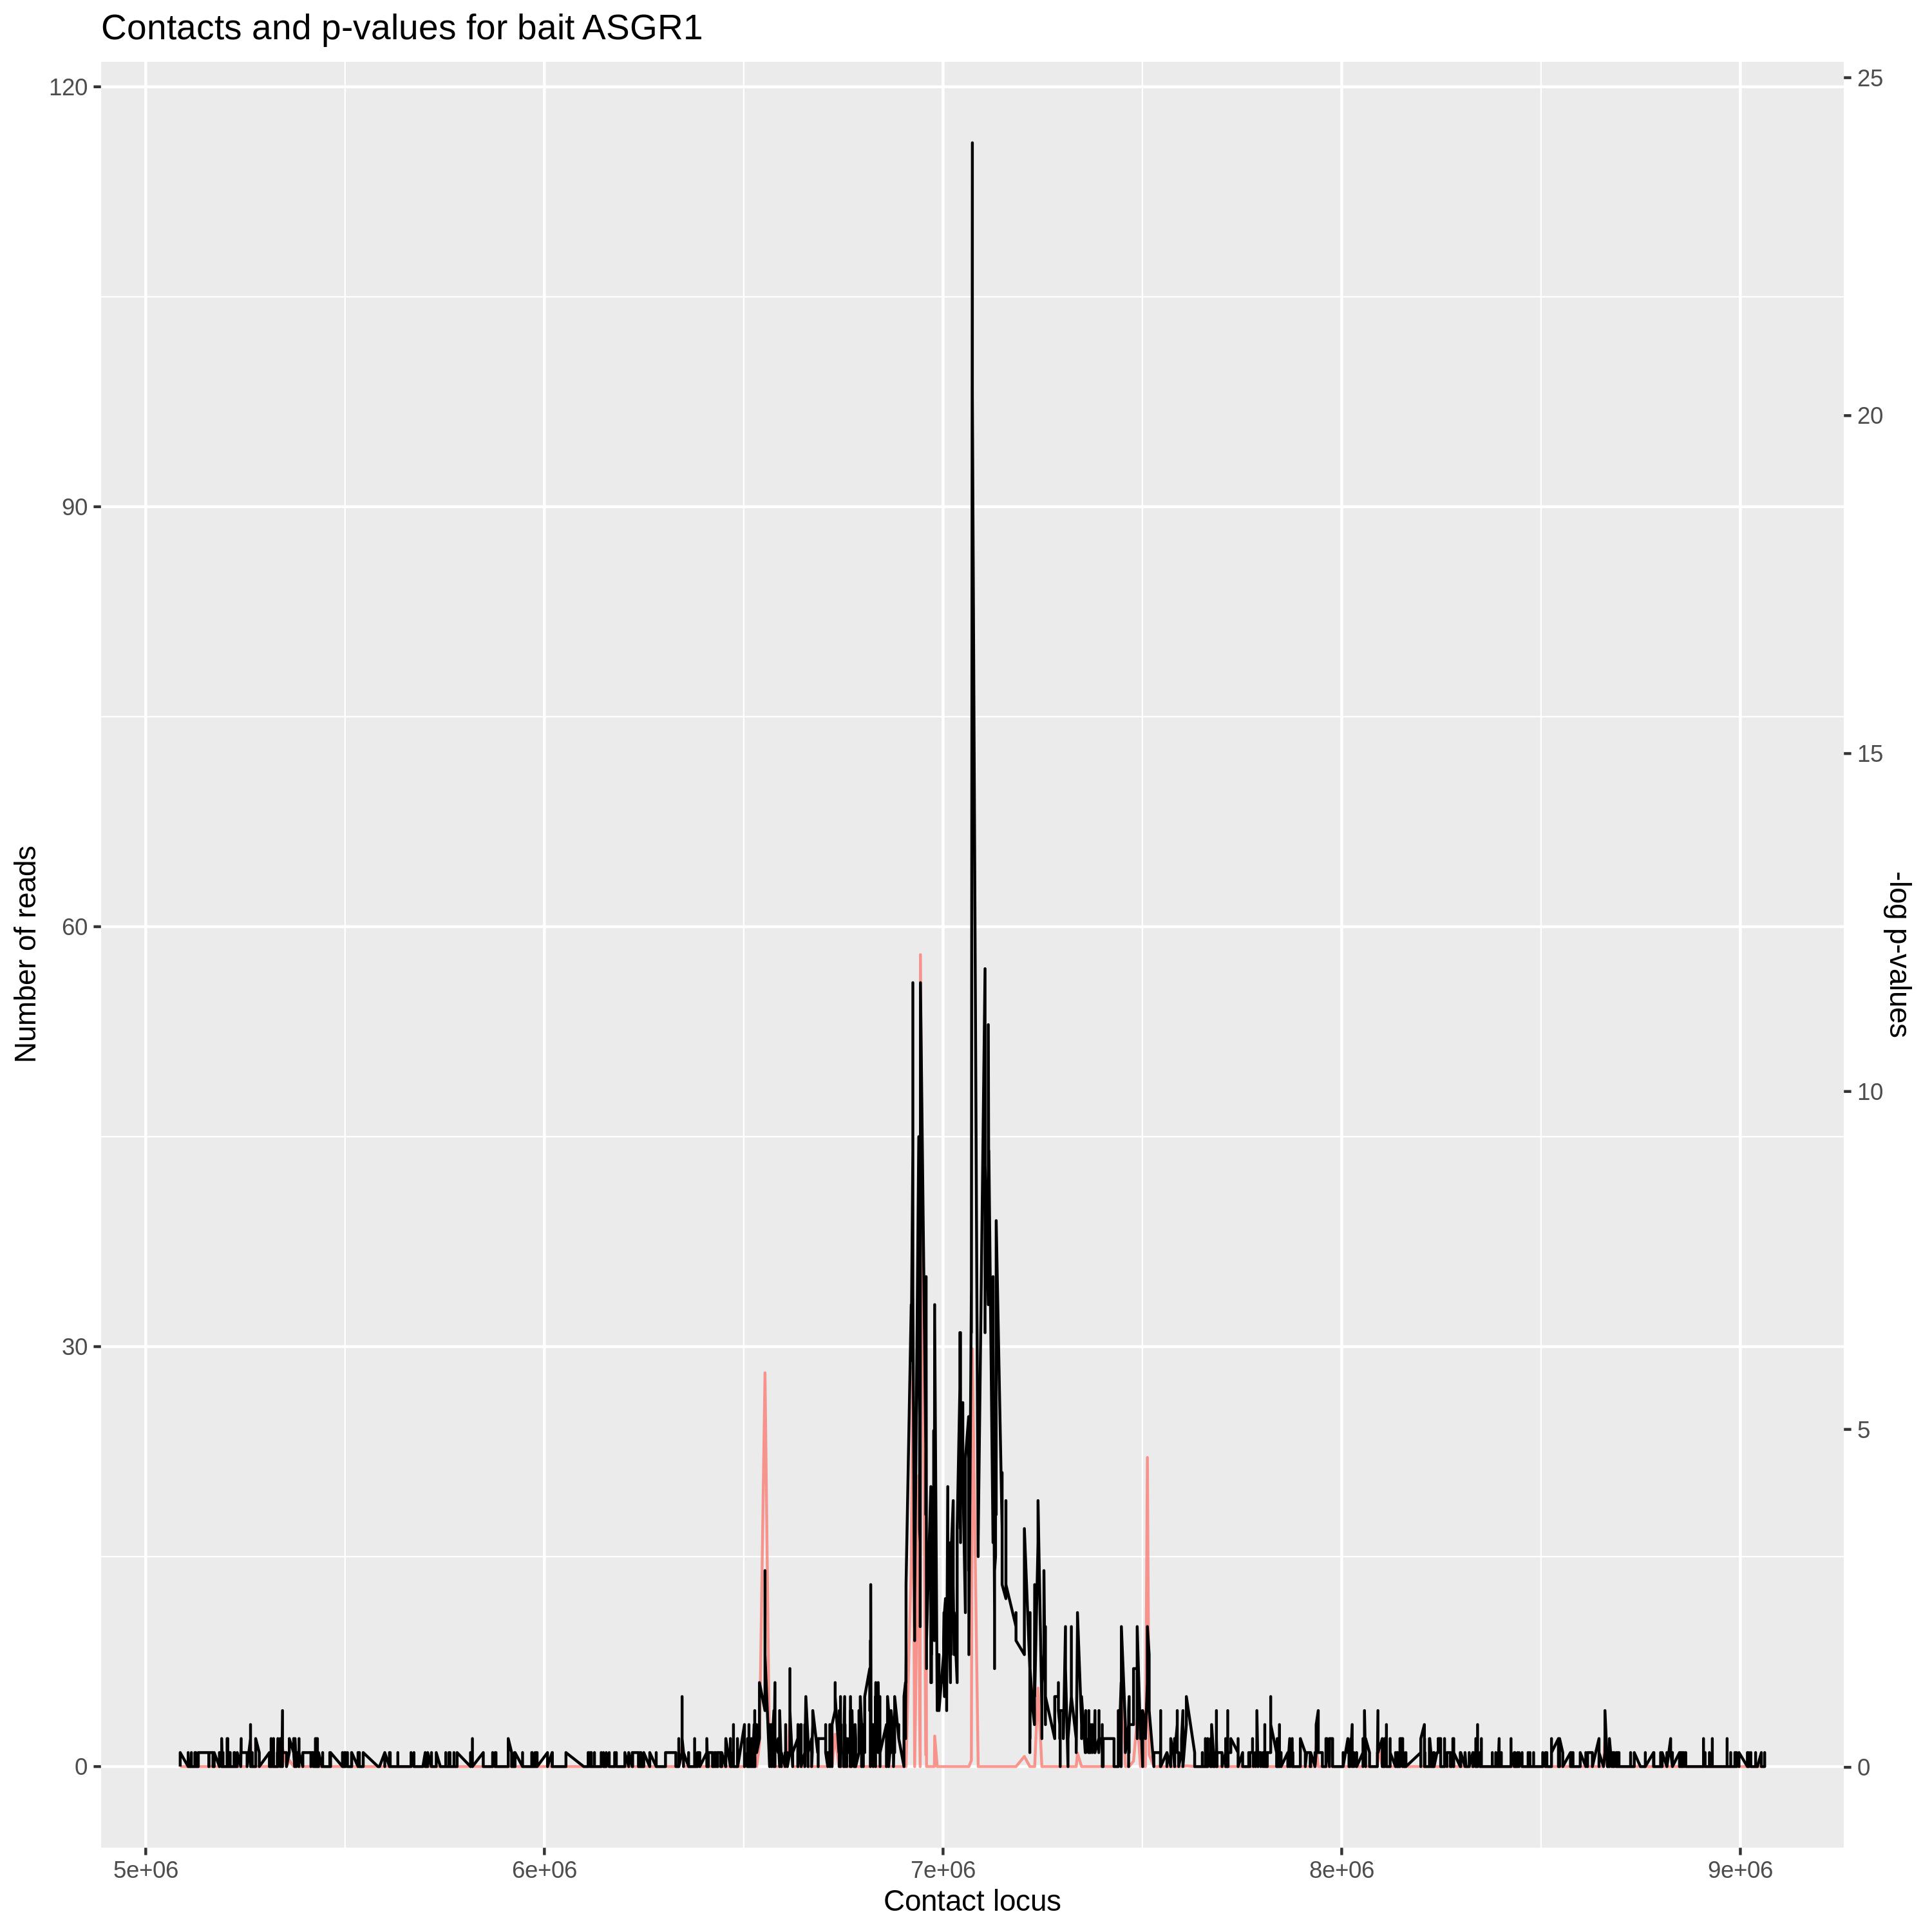 Contacts and p-values for bait ASGR1
120
90
60
30
0
Number of reads
25
20
15
10
5
0
-log p-values
5e+06
6e+06
7e+06
8e+06
9e+06
Contact locus